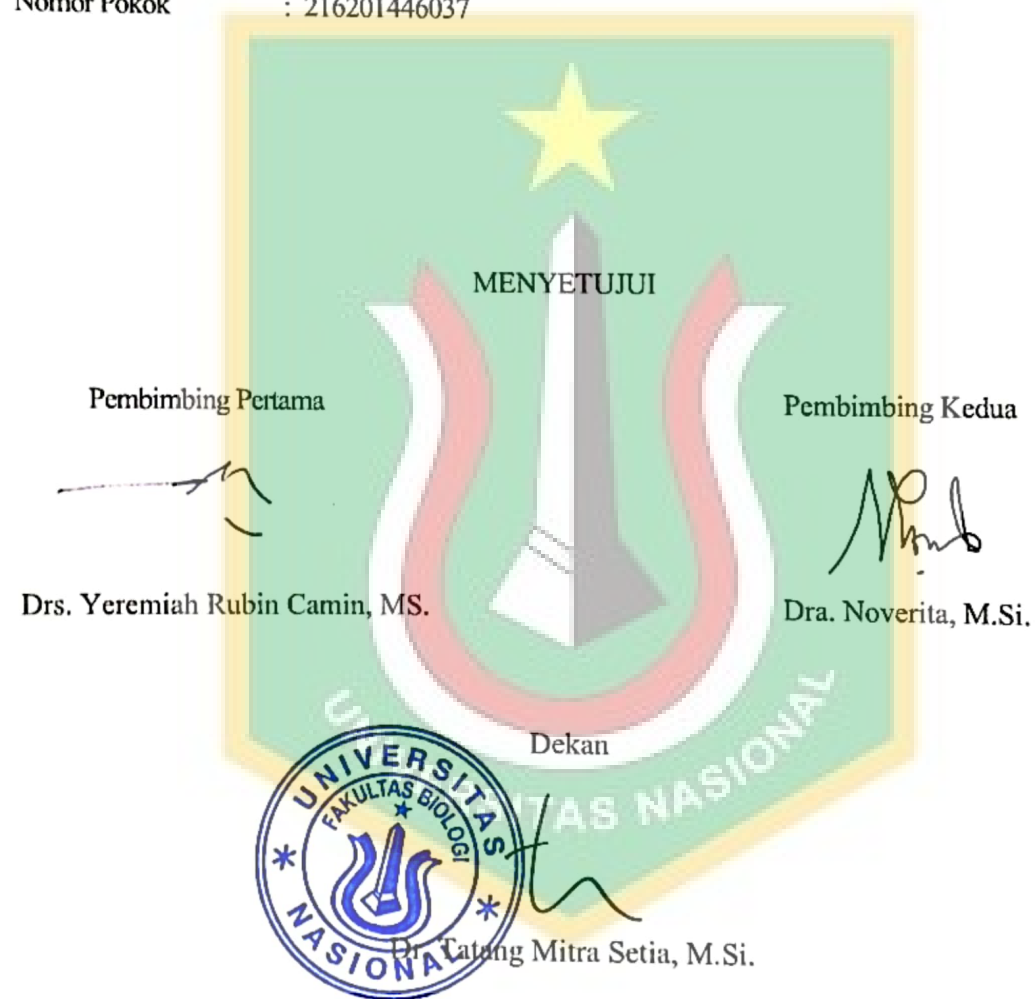 Nomor Pokok : 216201446037
MENYETUJUI
Pembimbing Pertama
Pembimbing Kedua
Drs. Yeremiah Rubin Camin, MS.
Dra. Noverita, M.Si.
UNIVERSITAS NASIONAL
Dekan
UNIVERSITAS
FAKULTAS BIOLOGI
NASIONAL
Dr. Tatang Mitra Setia, M.Si.